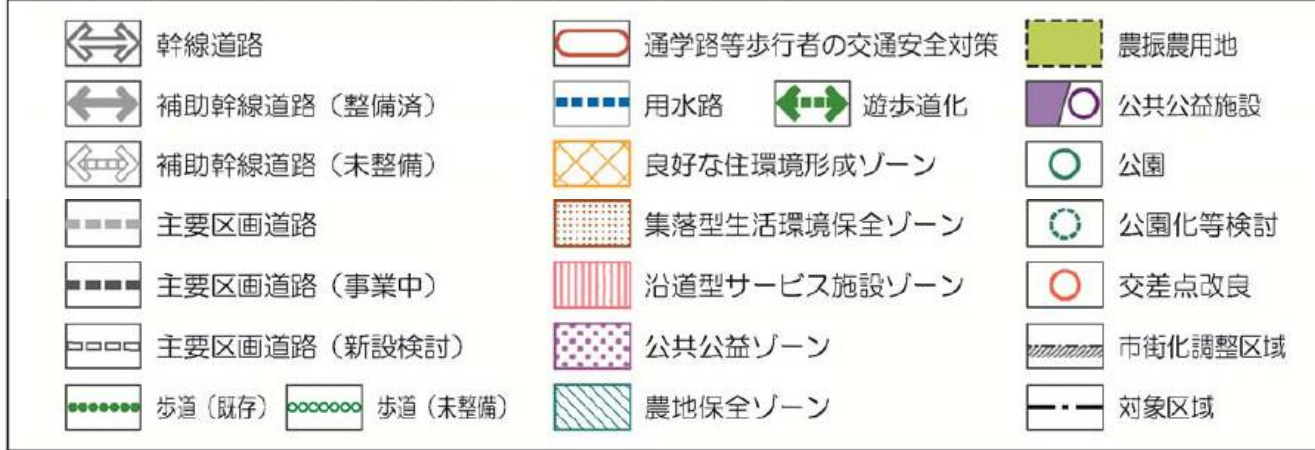 幹線道路
補助幹線道路（整備済）
補助幹線道路（未整備）
主要区画道路
主要区画道路（事業中）
主要区画道路（新設検討）
歩道（既存） 歩道（未整備）
通学路等歩行者の交通安全対策
用水路 遊歩道化
良好な住環境形成ゾーン
集落型生活環境保全ゾーン
沿道型サービス施設ゾーン
公共公益ゾーン
農地保全ゾーン
農振農用地
公共公益施設
公園
公園化等検討
交差点改良
市街化調整区域
対象区域